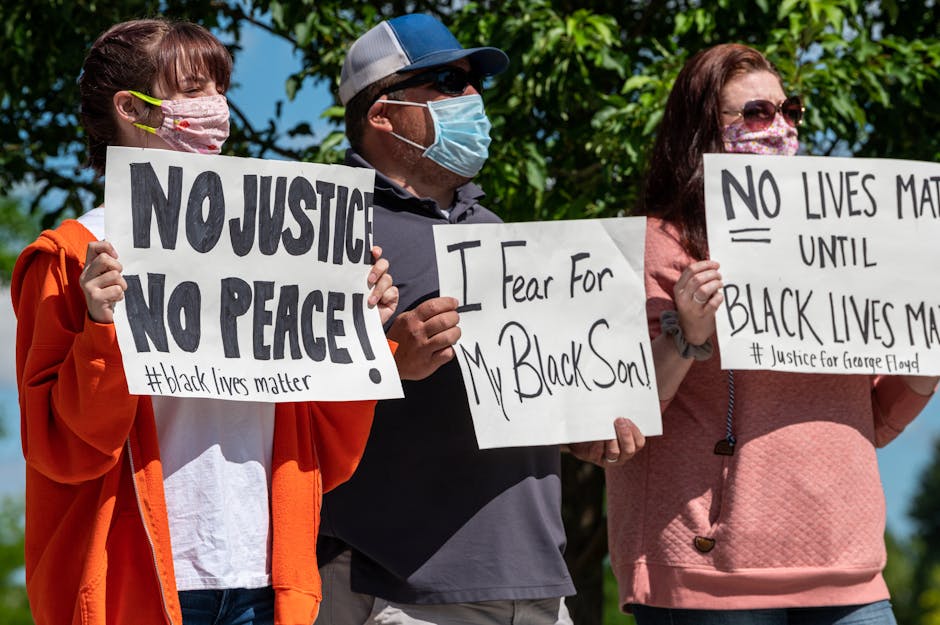 NO JUSTICE
NO PEACE!
#black lives matter
I Fear For
My Black Son!
NO LIVES MAT
UNTIL
BLACK LIVES MA
# Justice for George Floyd